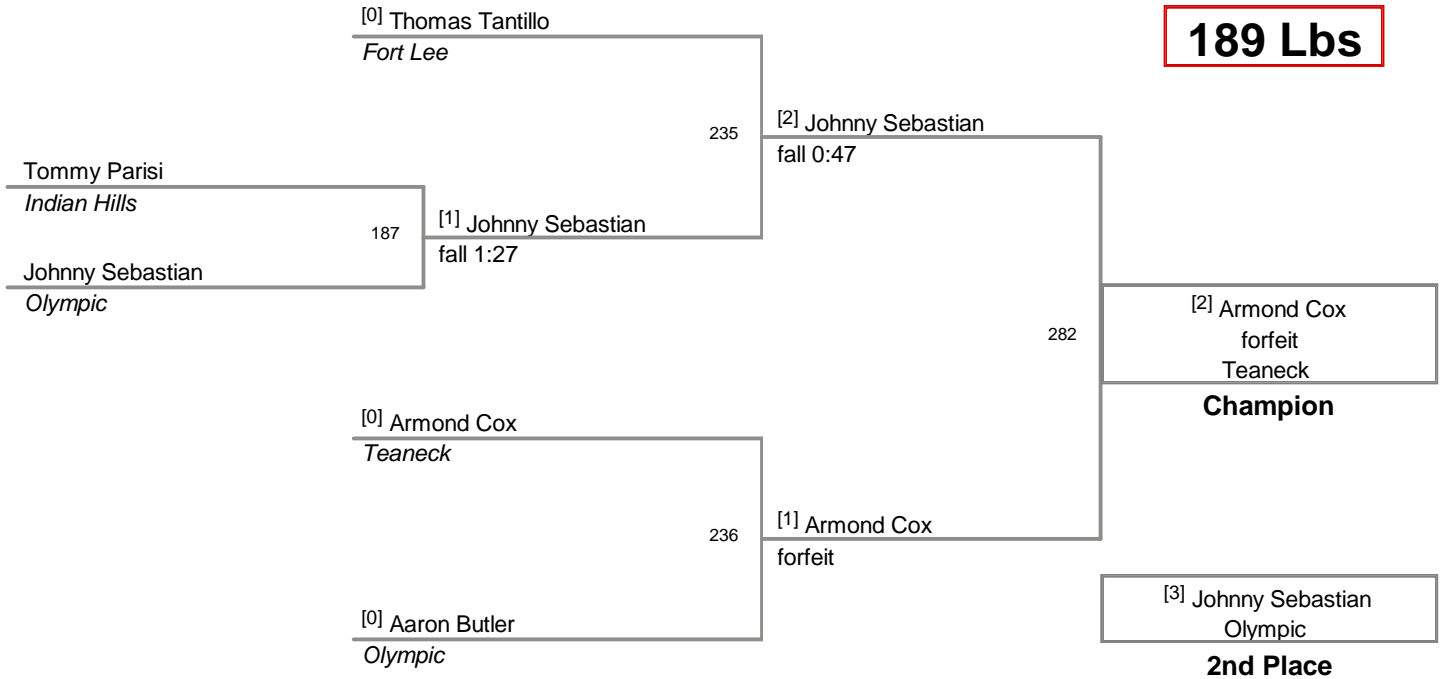 [0] Thomas Tantillo
Fort Lee
189 Lbs
235
[2] Johnny Sebastian
fall 0:47
Tommy Parisi
Indian Hills
187
[1] Johnny Sebastian
fall 1:27
Johnny Sebastian
Olympic
282
[2] Armond Cox
forfeit
Teaneck
Champion
[0] Armond Cox
Teaneck
236
[1] Armond Cox
forfeit
[0] Aaron Butler
Olympic
[3] Johnny Sebastian
Olympic
2nd Place